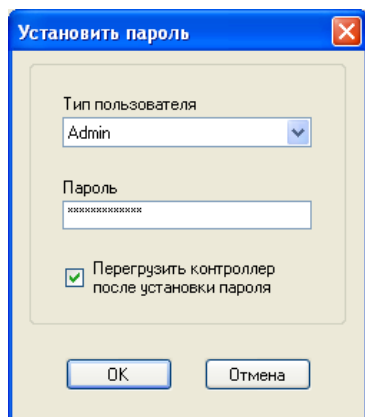 Установить пароль
Тип пользователя
Admin
Пароль
*************
Перегрузить контроллер
после установки пароля
OK
Отмена